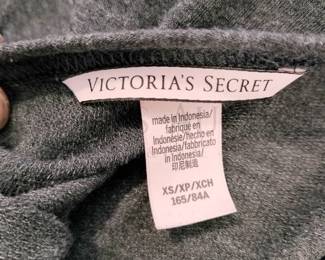 VICTORIA'S SECRET
made in Indonesia/
fabriqué en
Indonésie/hecho en
Indonesia/fabbricato
in Indonesia/
印尼制造
XS/XP/XCH
165/84A